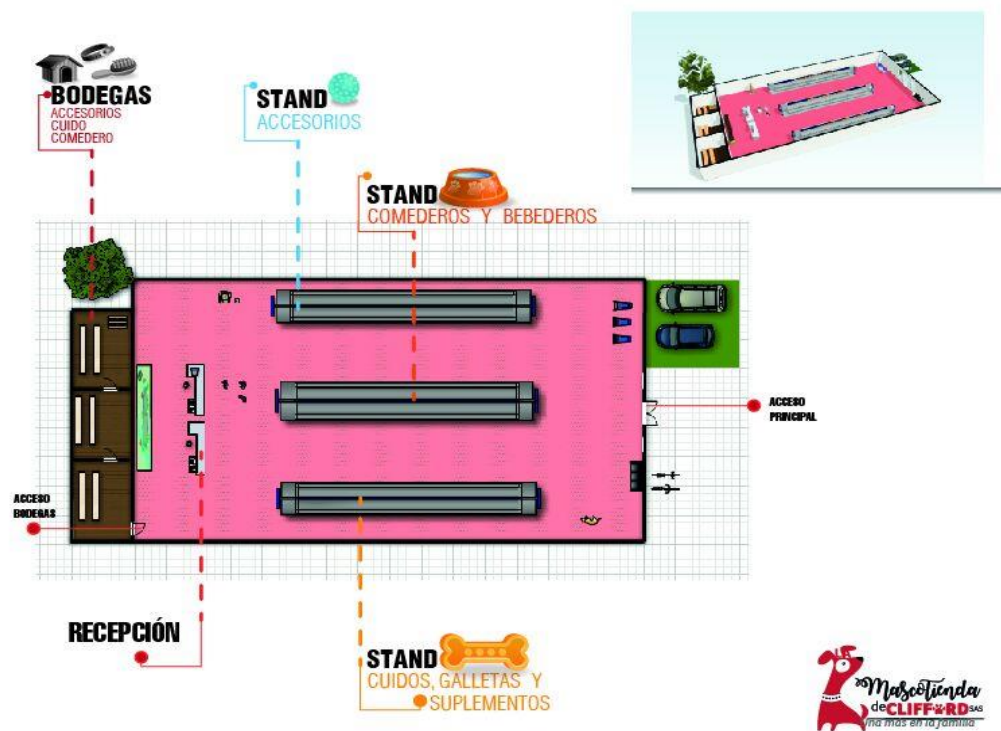 BODEGAS
ACCESORIOS
CUIDO
COMEDERO
STAND
ACCESORIOS
STAND
COMEDEROS Y BEBEDEROS
ACCESO
PRINCIPAL
ACCESO
BODEGAS
RECEPCIÓN
STAND
CUIDOS, GALLETAS Y
SUPLEMENTOS
MascoTienda
de CLIFFORD SAS
Una más en la familia